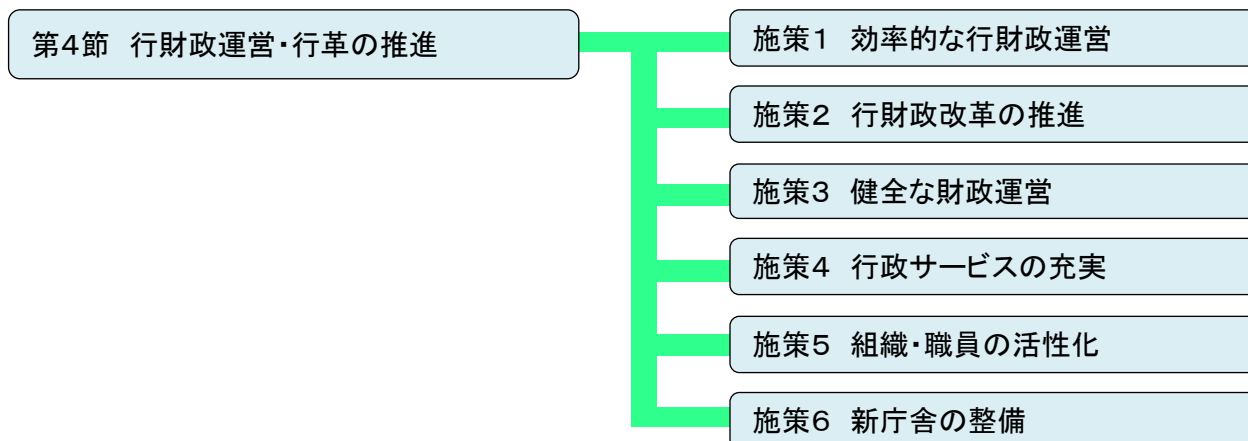 第4節 行財政運営・行革の推進
施策1 効率的な行財政運営
施策2 行財政改革の推進
施策3 健全な財政運営
施策4 行政サービスの充実
施策5 組織・職員の活性化
施策6 新庁舎の整備